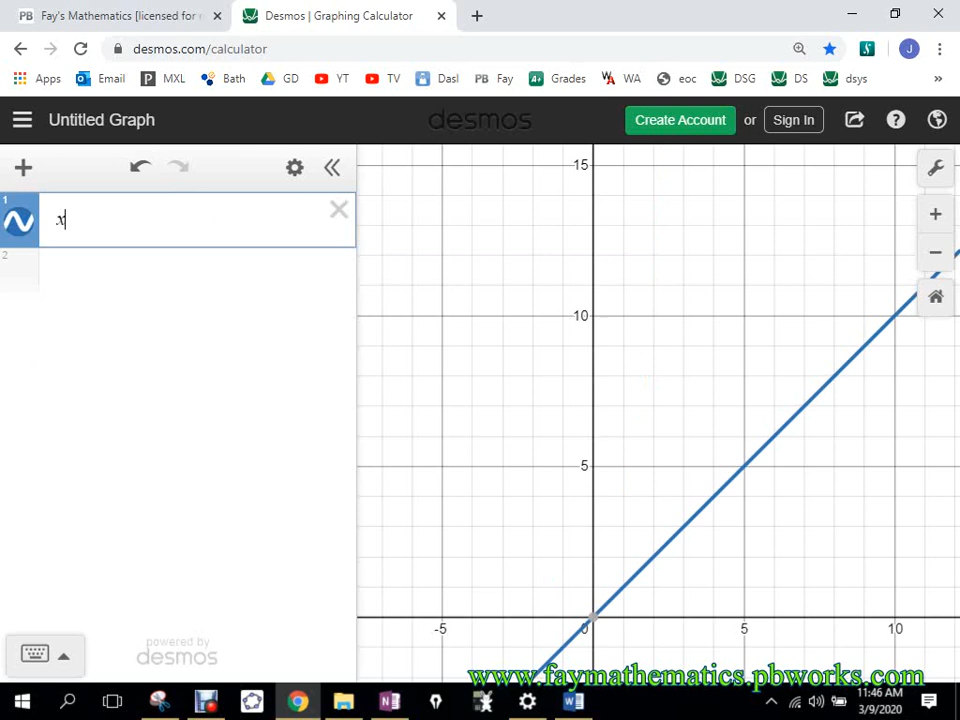 PB Fay's Mathematics [licensed for
Desmos | Graphing Calculator
desmos.com/calculator
J
Apps
Email
P MXL
Bath
GD
YT
TV
Dasl
PB Fay
A+ Grades
WA
eoc
DSG
DS
dsys
»
Untitled Graph
desmos
Create Account or Sign In
1
x
2
15
10
5
-5
0
5
10
powered by
desmos
www.faymathematics.pbworks.com
11:46 AM
3/9/2020